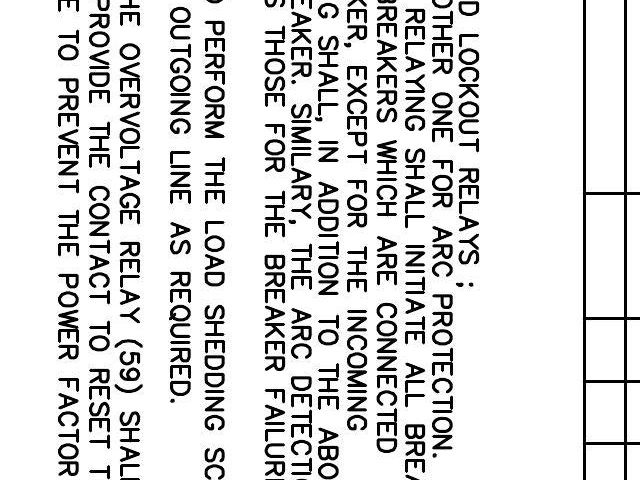 D LOCKOUT RELAYS ;
OTHER ONE FOR ARC PROTECTION.
RELAYING SHALL INITIATE ALL BREA
BREAKERS WHICH ARE CONNECTED
KER, EXCEPT FOR THE INCOMING
G SHALL, IN ADDITION TO THE ABO
EAKER. SIMILARY, THE ARC DETECTIO
S THOSE FOR THE BREAKER FAILURE
PERFORM THE LOAD SHEDDING SC
OUTGOING LINE AS REQUIRED.
HE OVERVOLTAGE RELAY (59) SHALL
PROVIDE THE CONTACT TO RESET T
E TO PREVENT THE POWER FACTOR